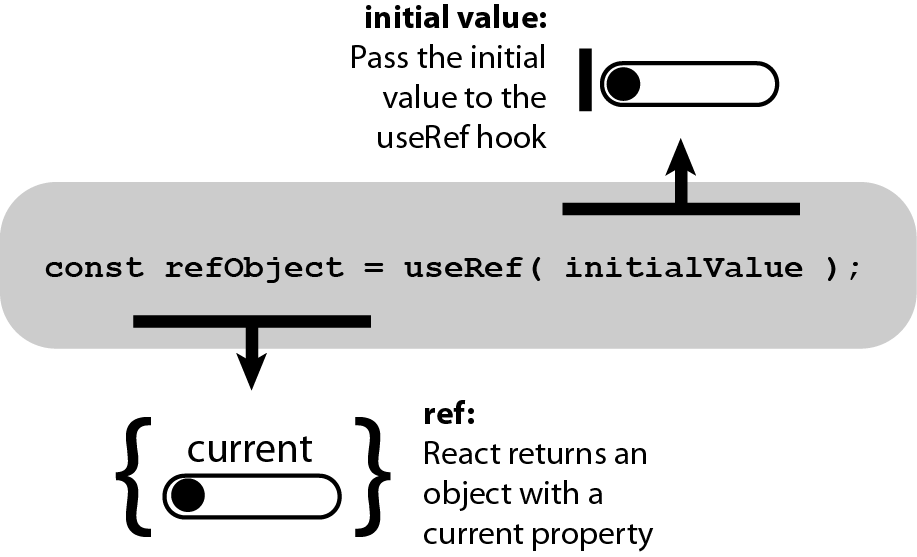 initial value:
Pass the initial
value to the
useRef hook
const refObject = useRef( initialValue );
{ current }
ref:
React returns an
object with a
current property